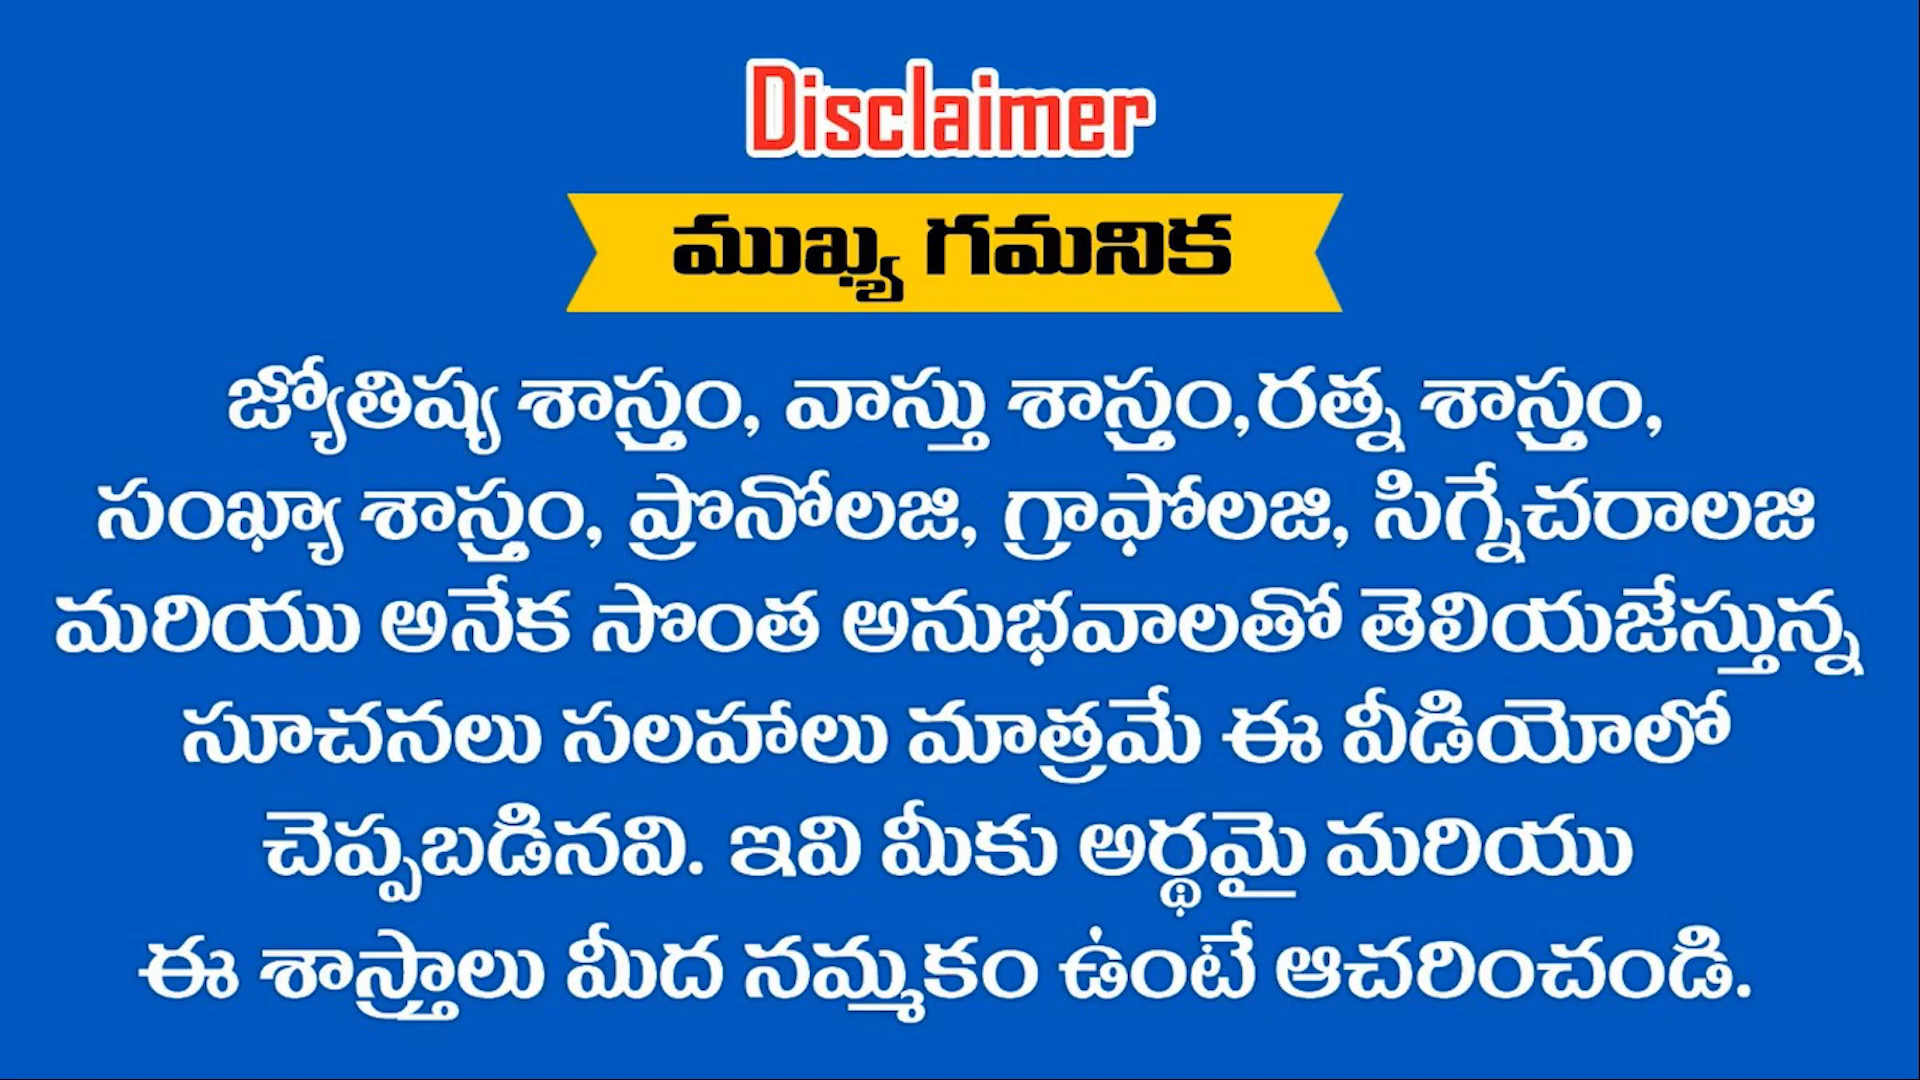 Disclaimer
ముఖ్య గమనిక
జ్యోతిష్య శాస్త్రం, వాస్తు శాస్త్రం,రత్న శాస్త్రం,
సంఖ్యా శాస్త్రం, ప్రొనోలజి, గ్రాఫోలజి, సిగ్నేచరాలజి
మరియు అనేక సొంత అనుభవాలతో తెలియజేస్తున్న
సూచనలు సలహాలు మాత్రమే ఈ వీడియోలో
చెప్పబడినవి. ఇవి మీకు అర్థమై మరియు
ఈ శాస్త్రాలు మీద నమ్మకం ఉంటే ఆచరించండి.